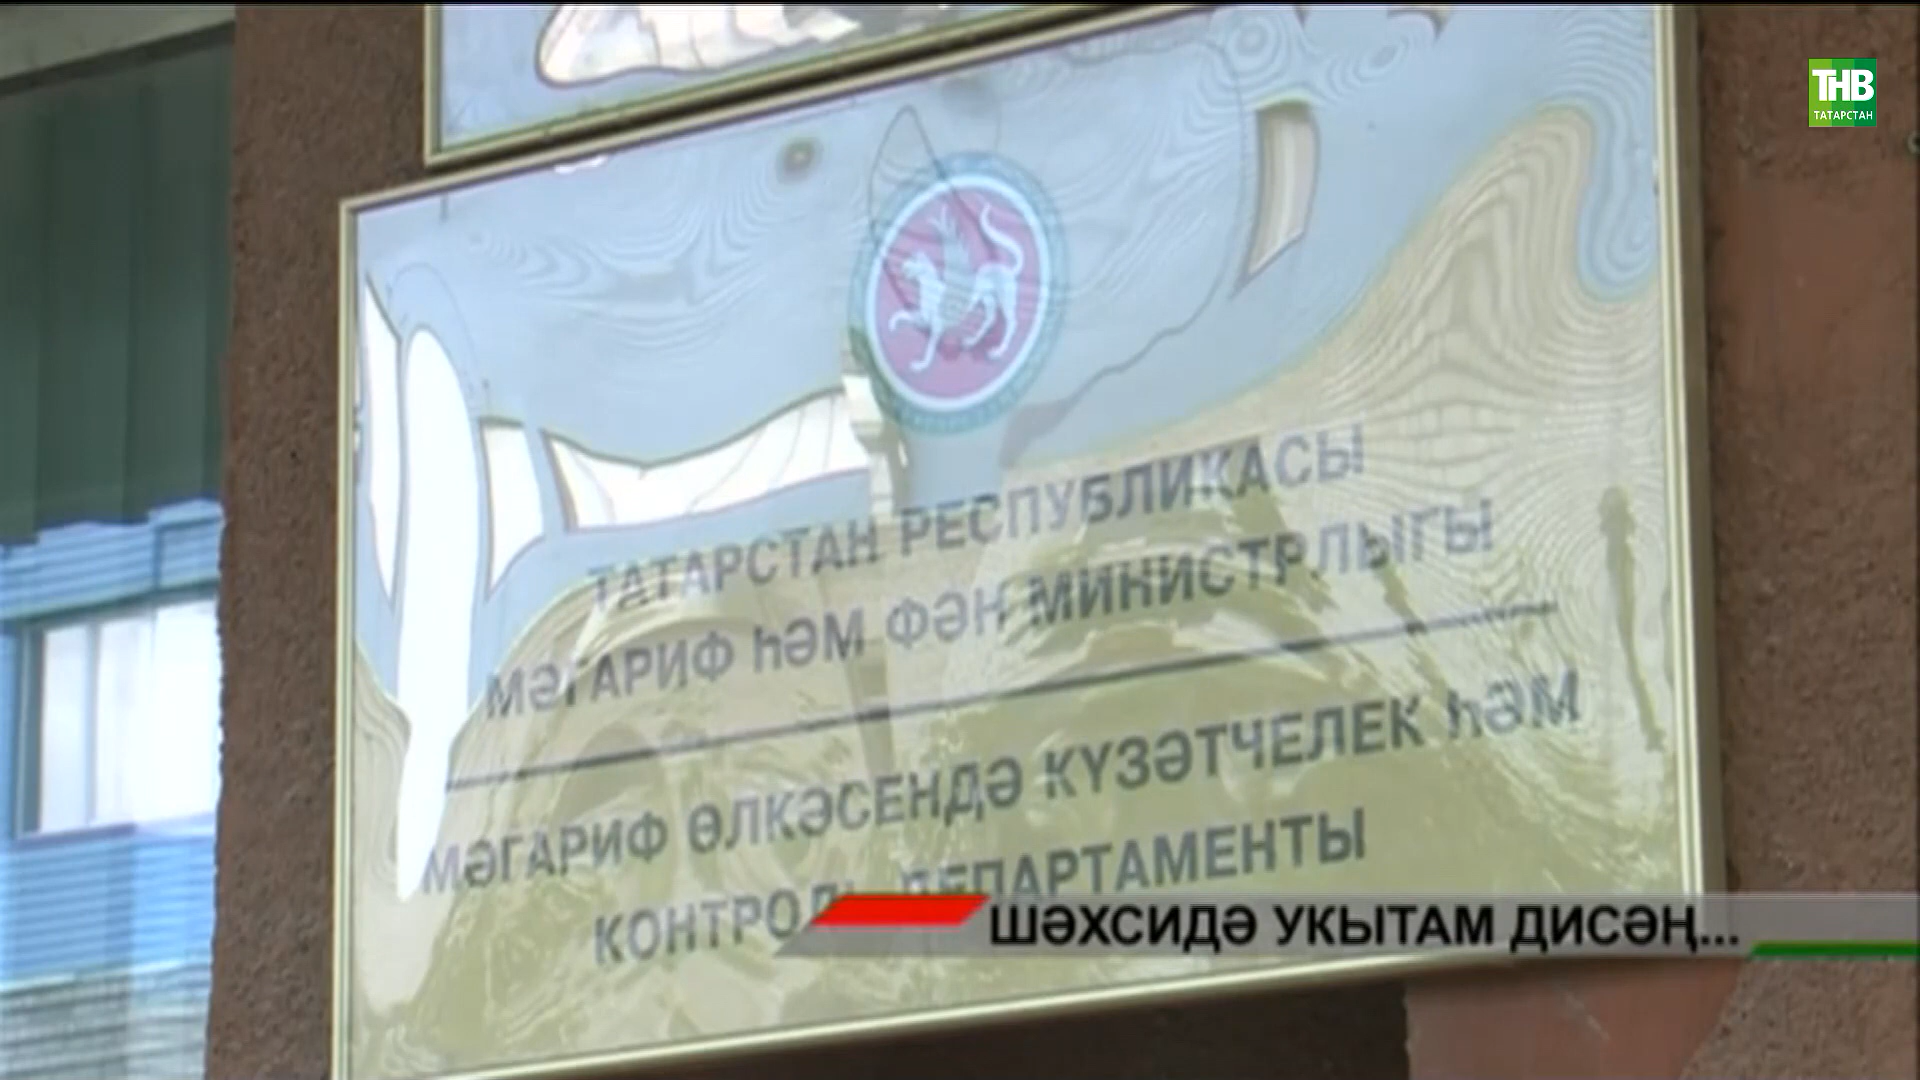 ТНВ
ТАТАРСТАН
ТАТАРСТАН РЕСПУБЛИКАСЫ
МӘГАРИФ ҺӘМ ФӘН МИНИСТРЛЫГЫ
МӘГАРИФ ӨЛКӘСЕНДӘ КҮЗӘТЧЕЛЕК ҺӘМ
КОНТРОЛЬ ДЕПАРТАМЕНТЫ
ШӘХСИДӘ УКЫТАМ ДИСӘҢ...